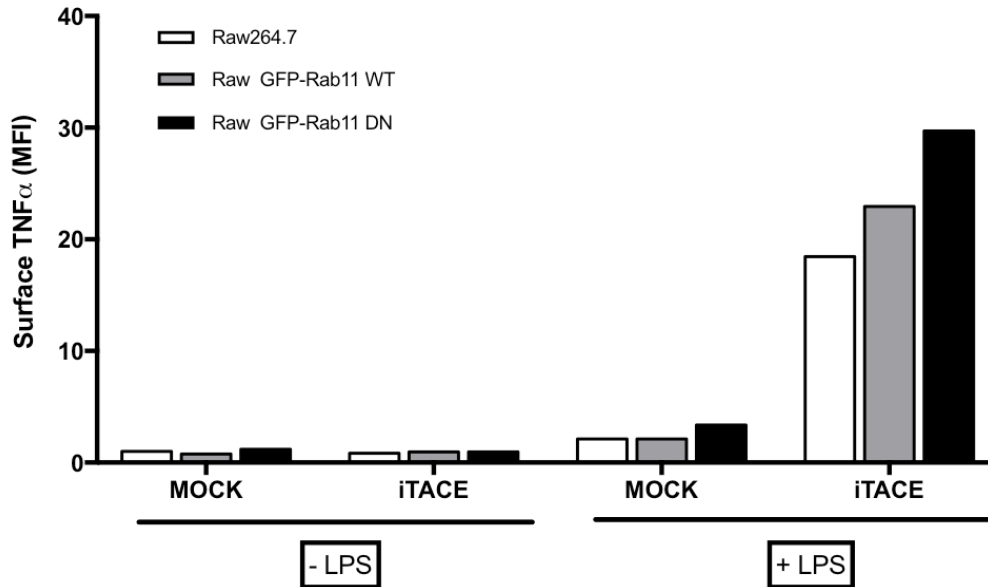 40
Raw264.7
Raw GFP-Rab11 WT
Raw GFP-Rab11 DN
30
Surface TNFα (MFI)
20
10
0
MOCK iTACE MOCK iTACE
- LPS + LPS